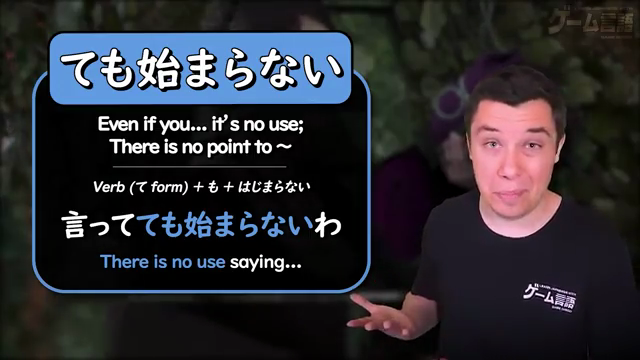 ても始まらない
Even if you... it's no use;
There is no point to ～
Verb (て form) + も + はじまらない
言ってても始まらないわ
There is no use saying...
ゲーム言語
ゲーム言語